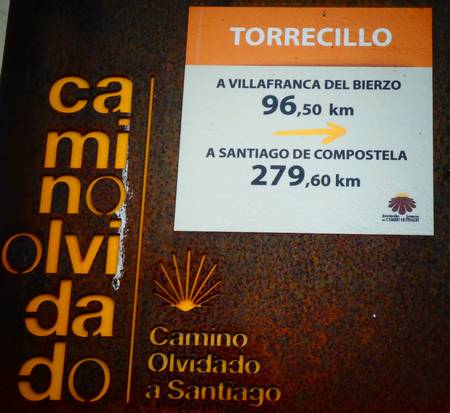 ca
mi
no
olvi
da
do
TORRECILLO
A VILLAFRANCA DEL BIERZO
96,50 km
A SANTIAGO DE COMPOSTELA
279,60 km
Camino
Olvidado
a Santiago